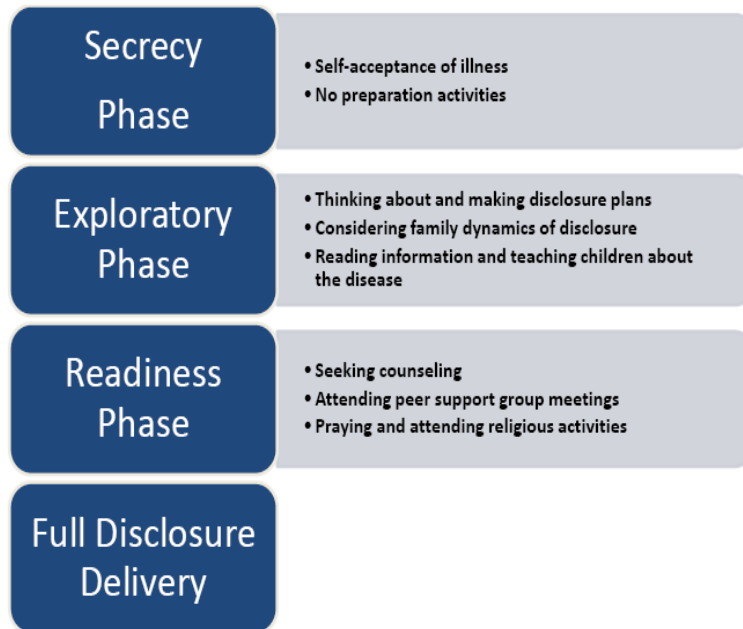 Secrecy
Phase
• Self-acceptance of illness
• No preparation activities
Exploratory
Phase
• Thinking about and making disclosure plans
• Considering family dynamics of disclosure
• Reading information and teaching children about
the disease
Readiness
Phase
• Seeking counseling
• Attending peer support group meetings
• Praying and attending religious activities
Full Disclosure
Delivery